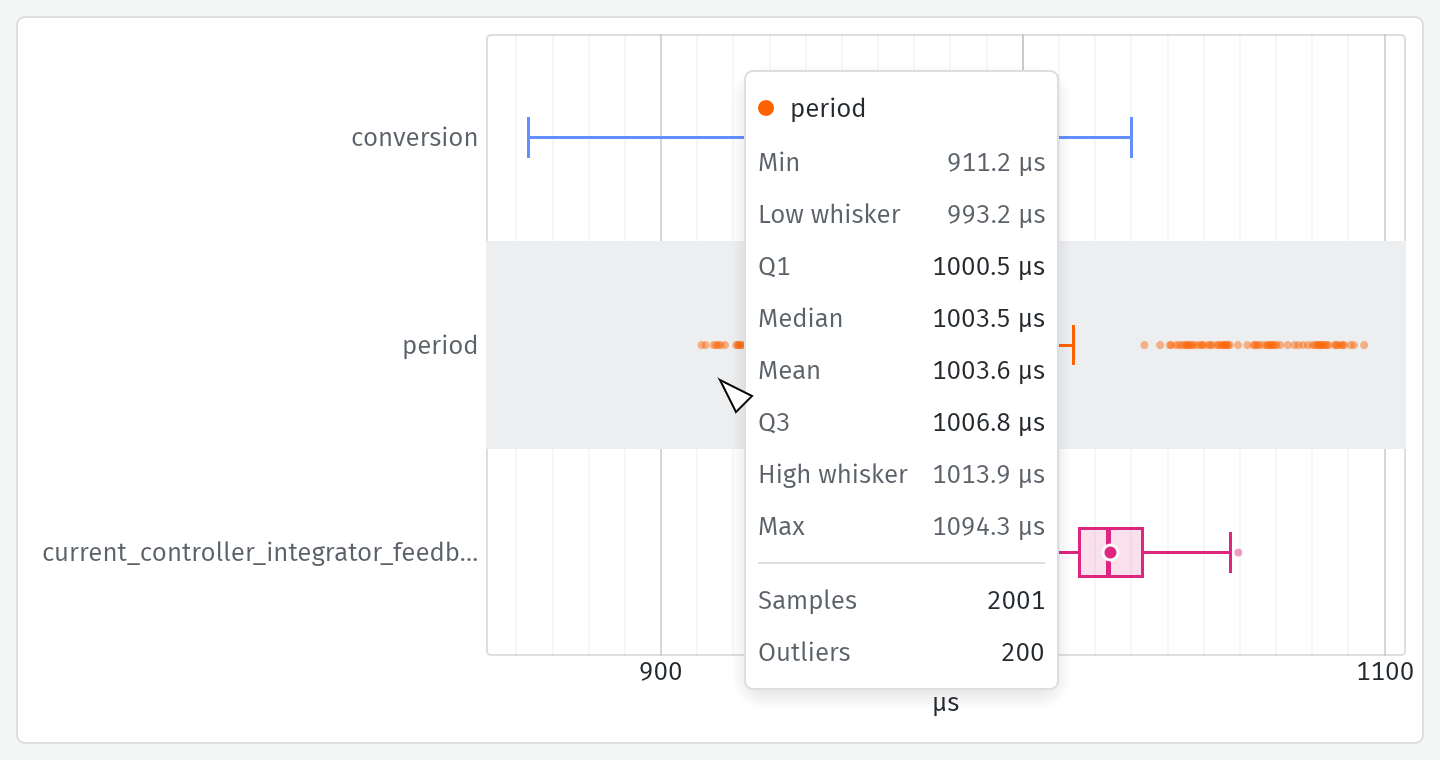 conversion
period
current_controller_integrator_feedb...
period
Min 911.2 µs
Low whisker 993.2 µs
Q1 1000.5 µs
Median 1003.5 µs
Mean 1003.6 µs
Q3 1006.8 µs
High whisker 1013.9 µs
Max 1094.3 µs
Samples 2001
Outliers 200
900 1100
µs